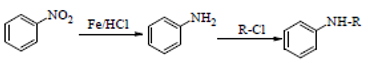 NO2 Fe/HCl NH2 R-Cl NH-R